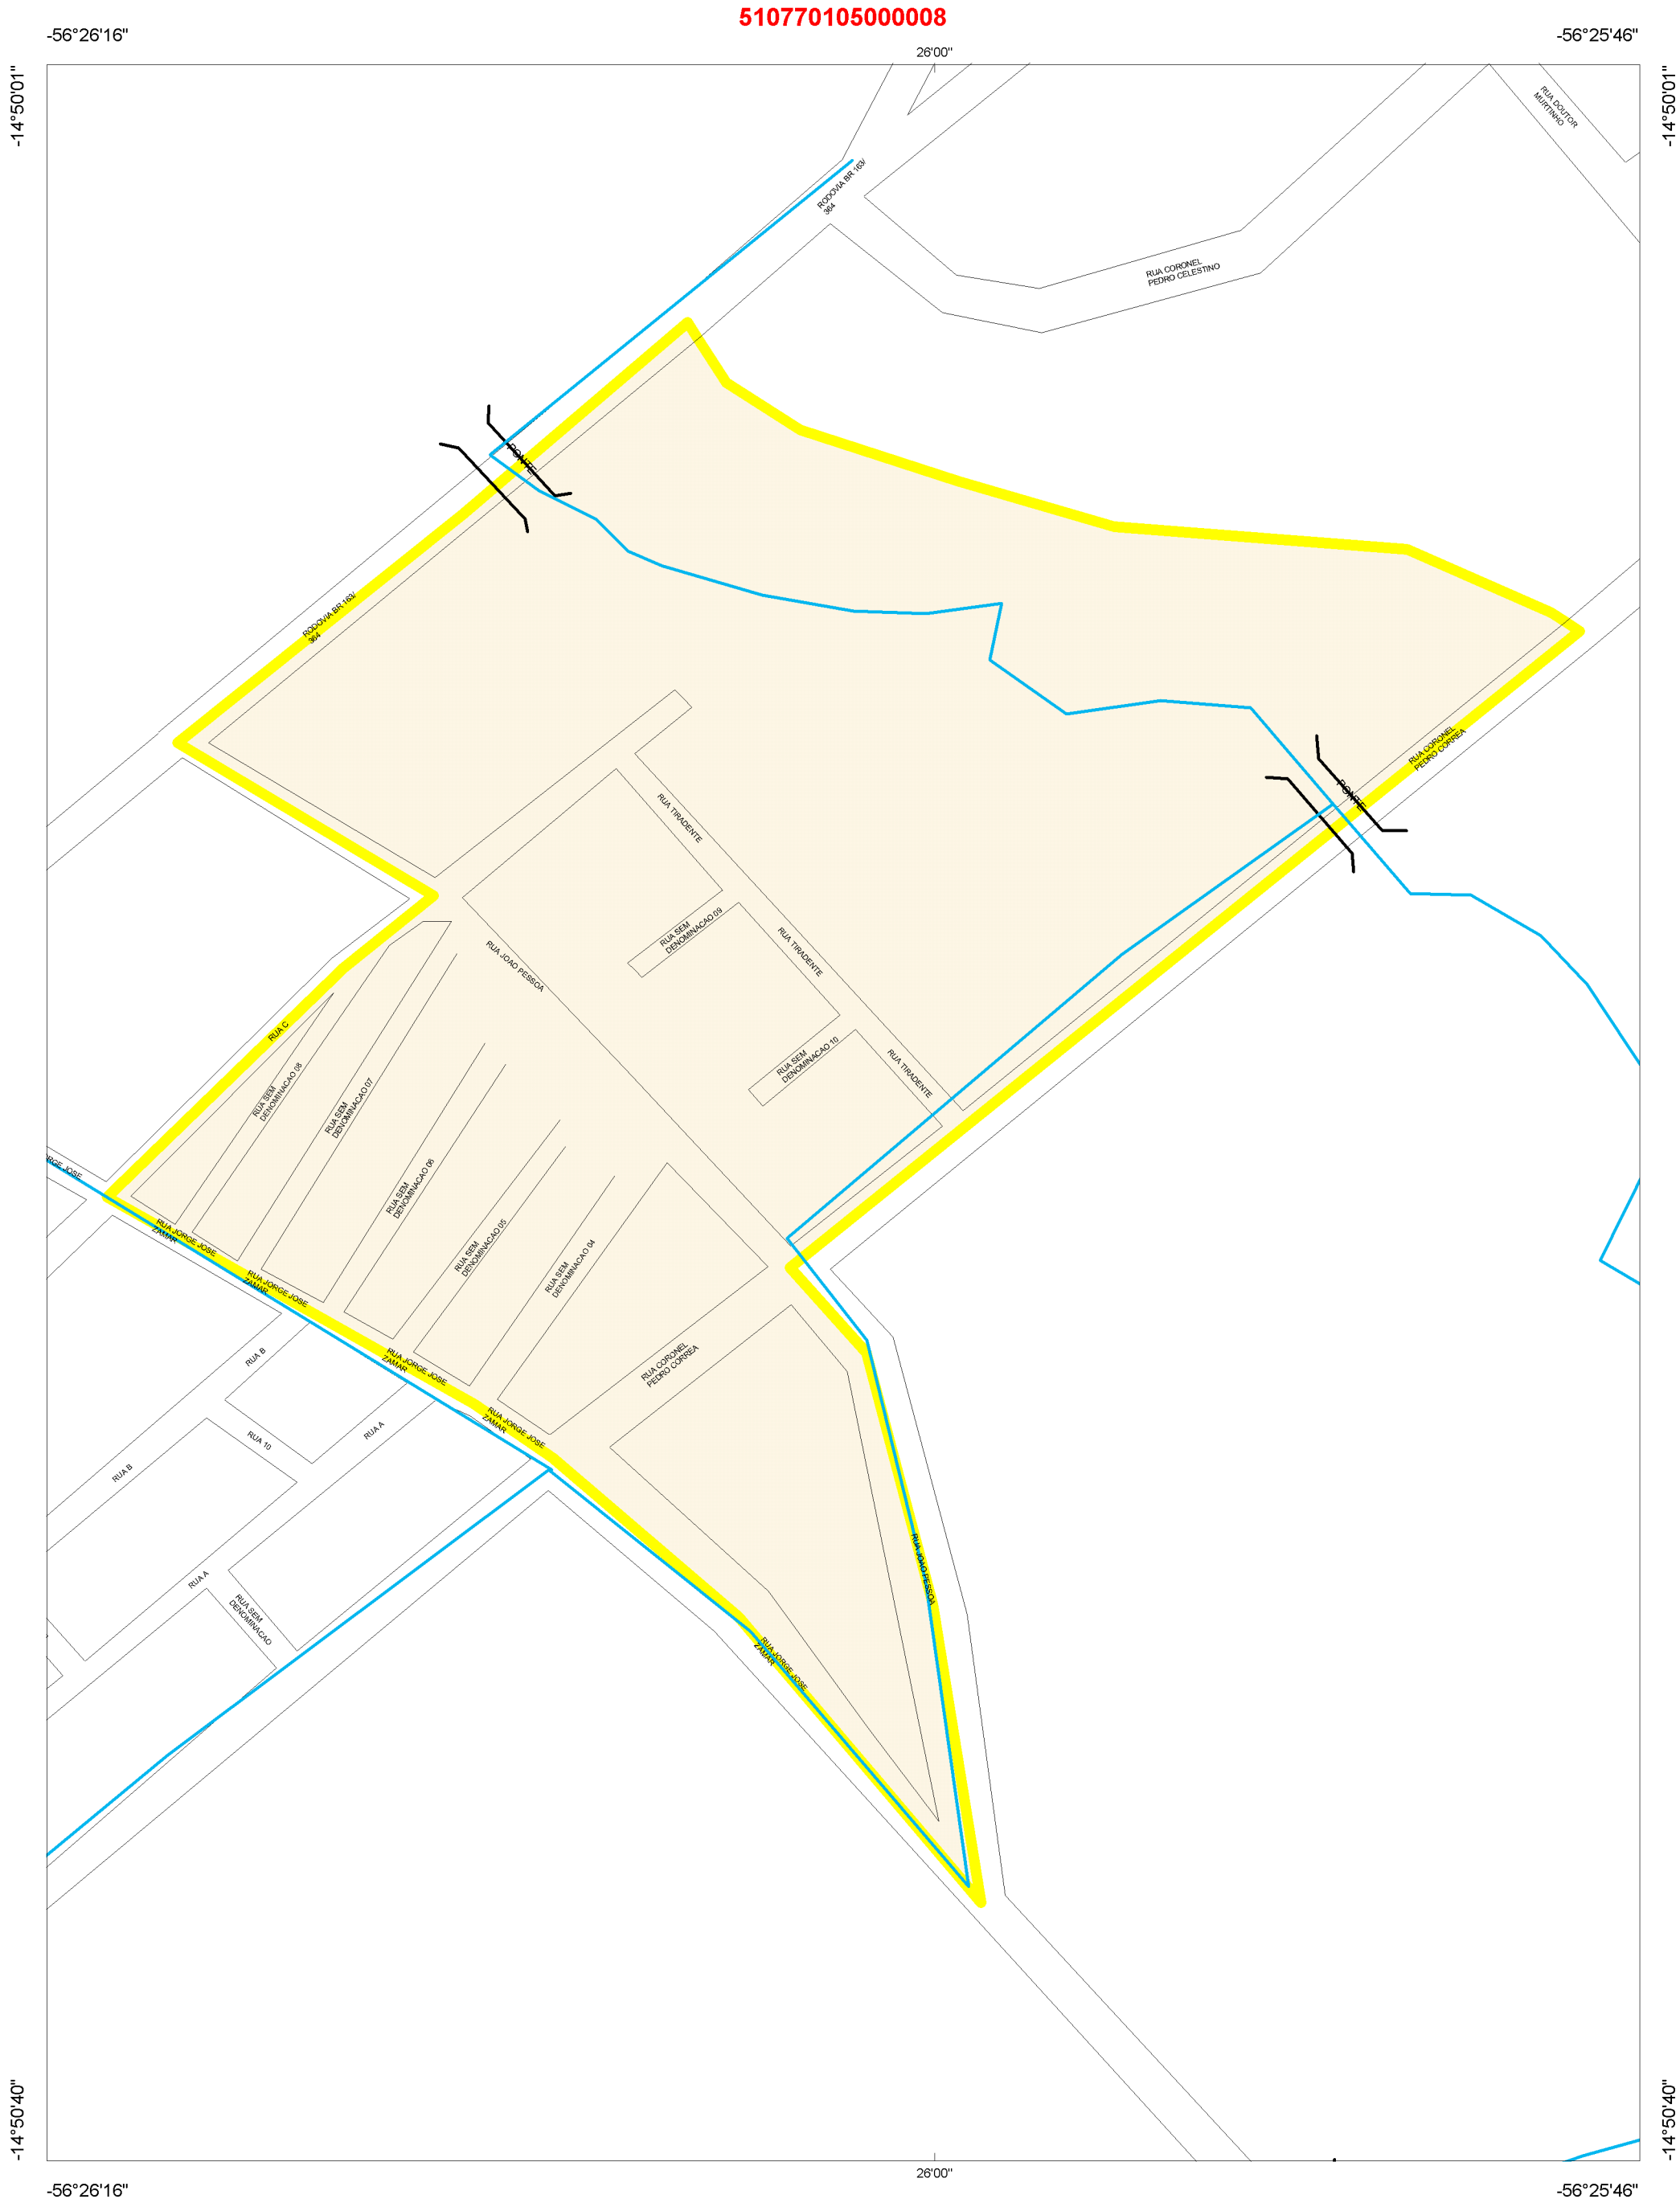 510770105000008
-56°26'16"
-56°25'46"
26'00"
-14°50'01"
-14°50'01"
RUA DOUTOR
MURTINHO
RODOVIA BR 163/
364
RUA CORONEL
PEDRO CELESTINO
PONTE
RODOVIA BR 163/
364
RUA CORONEL
PEDRO CORREA
PONTE
RUA TIRADENTE
RUA SEM
DENOMINACAO 09
RUA TIRADENTE
RUA JOAO PESSOA
RUA C
RUA SEM
DENOMINACAO 10
RUA TIRADENTE
RUA SEM
DENOMINACAO 08
RUA SEM
DENOMINACAO 07
ORGE JOSE
RUA SEM
DENOMINACAO 06
RUA JORGE JOSE
ZAMAR
RUA SEM
DENOMINACAO 05
RUA SEM
DENOMINACAO 04
RUA JORGE JOSE
ZAMAR
RUA B
RUA JORGE JOSE
ZAMAR
RUA CORONEL
PEDRO CORREA
RUA JORGE JOSE
ZAMAR
RUA A
RUA 10
RUA B
RUA A
RUA JOAO PESSOA
RUA SEM
DENOMINACAO
RUA JORGE JOSE
ZAMAR
-14°50'40"
-14°50'40"
26'00"
-56°26'16"
-56°25'46"